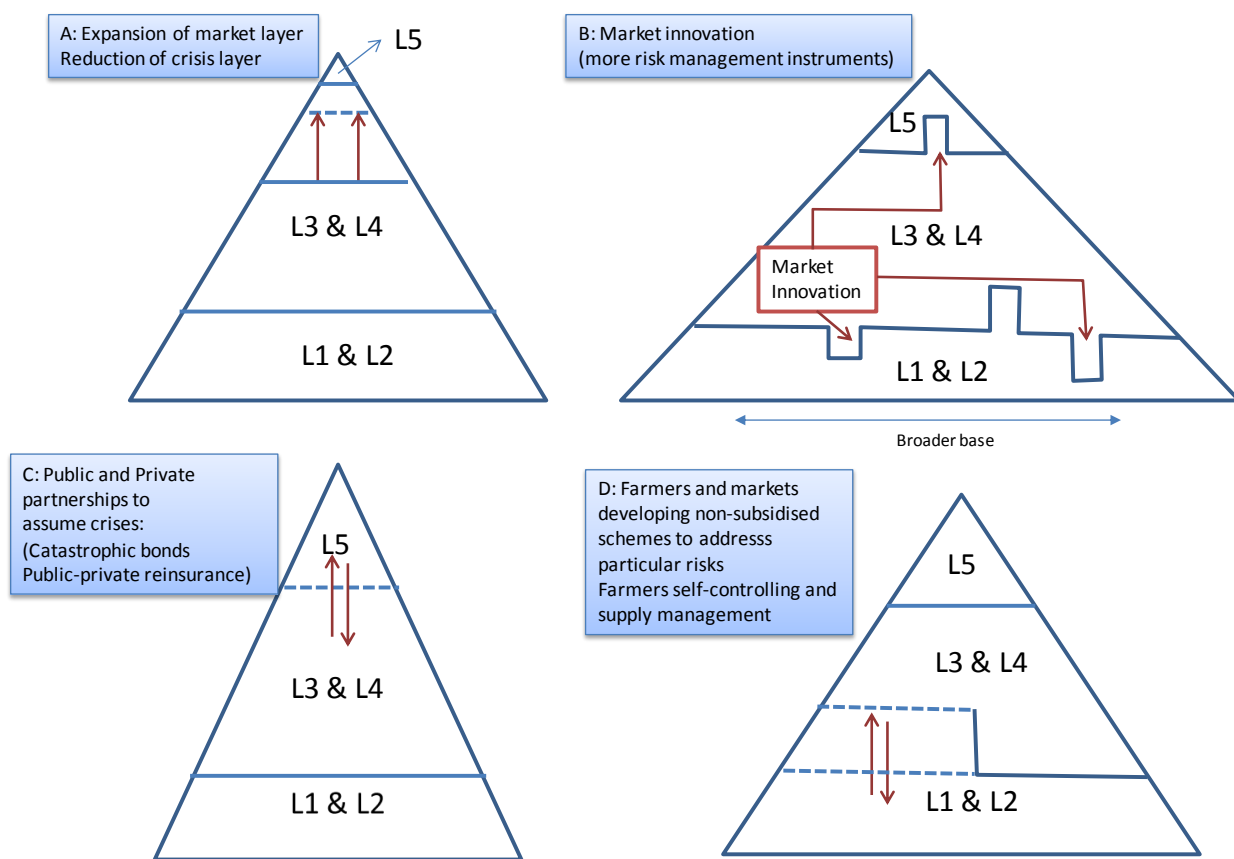 A: Expansion of market layer
Reduction of crisis layer
L5
L3 & L4
L1 & L2
B: Market innovation
(more risk management instruments)
L5
L3 & L4
Market
Innovation
L1 & L2
Broader base
C: Public and Private
partnerships to
assume crises:
(Catastrophic bonds
Public-private reinsurance)
L5
L3 & L4
L1 & L2
D: Farmers and markets
developing non-subsidised
schemes to addresss
particular risks
Farmers self-controlling and
supply management
L5
L3 & L4
L1 & L2